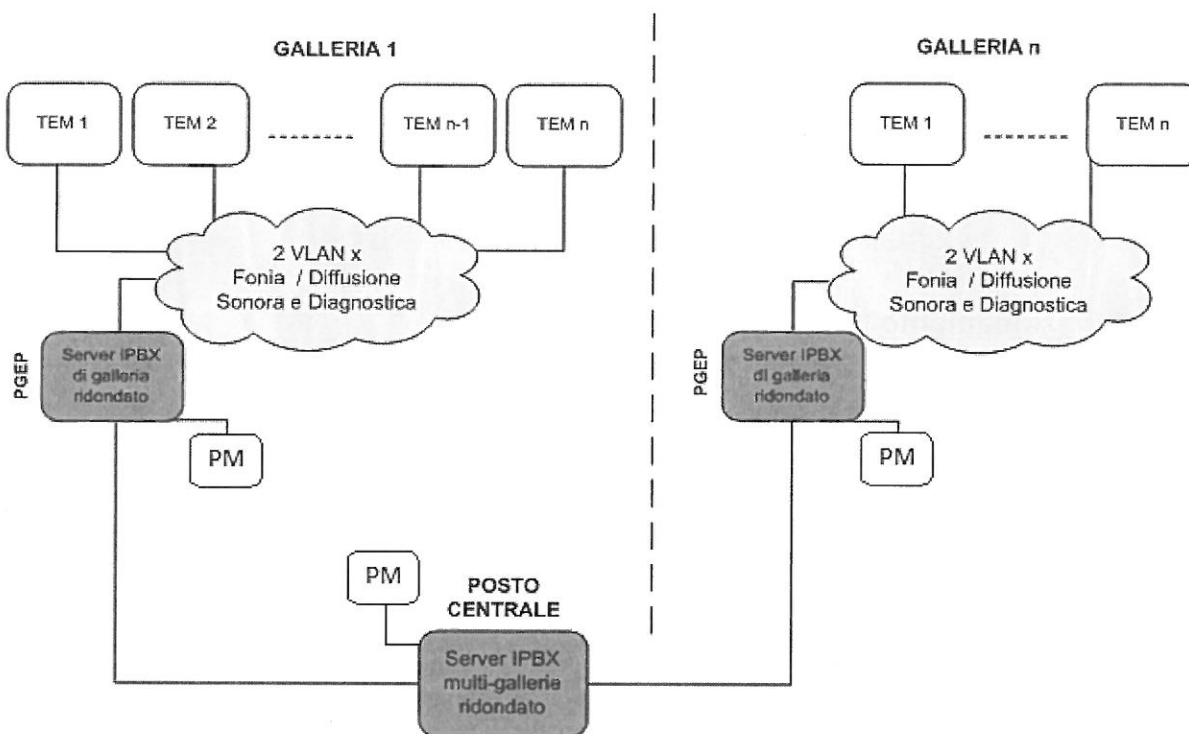 GALLERIA 1
GALLERIA n
TEM 1
TEM 2
TEM n-1
TEM n
TEM 1
TEM n
2 VLAN x
Fonia / Diffusione
Sonora e Diagnostica
2 VLAN x
Fonia / Diffusione
Sonora e Diagnostica
PGEP
Server IPBX
di galleria
ridondato
PM
PGEP
Server IPBX
di galleria
ridondato
PM
PM
POSTO
CENTRALE
Server IPBX
multi-gallerie
ridondato